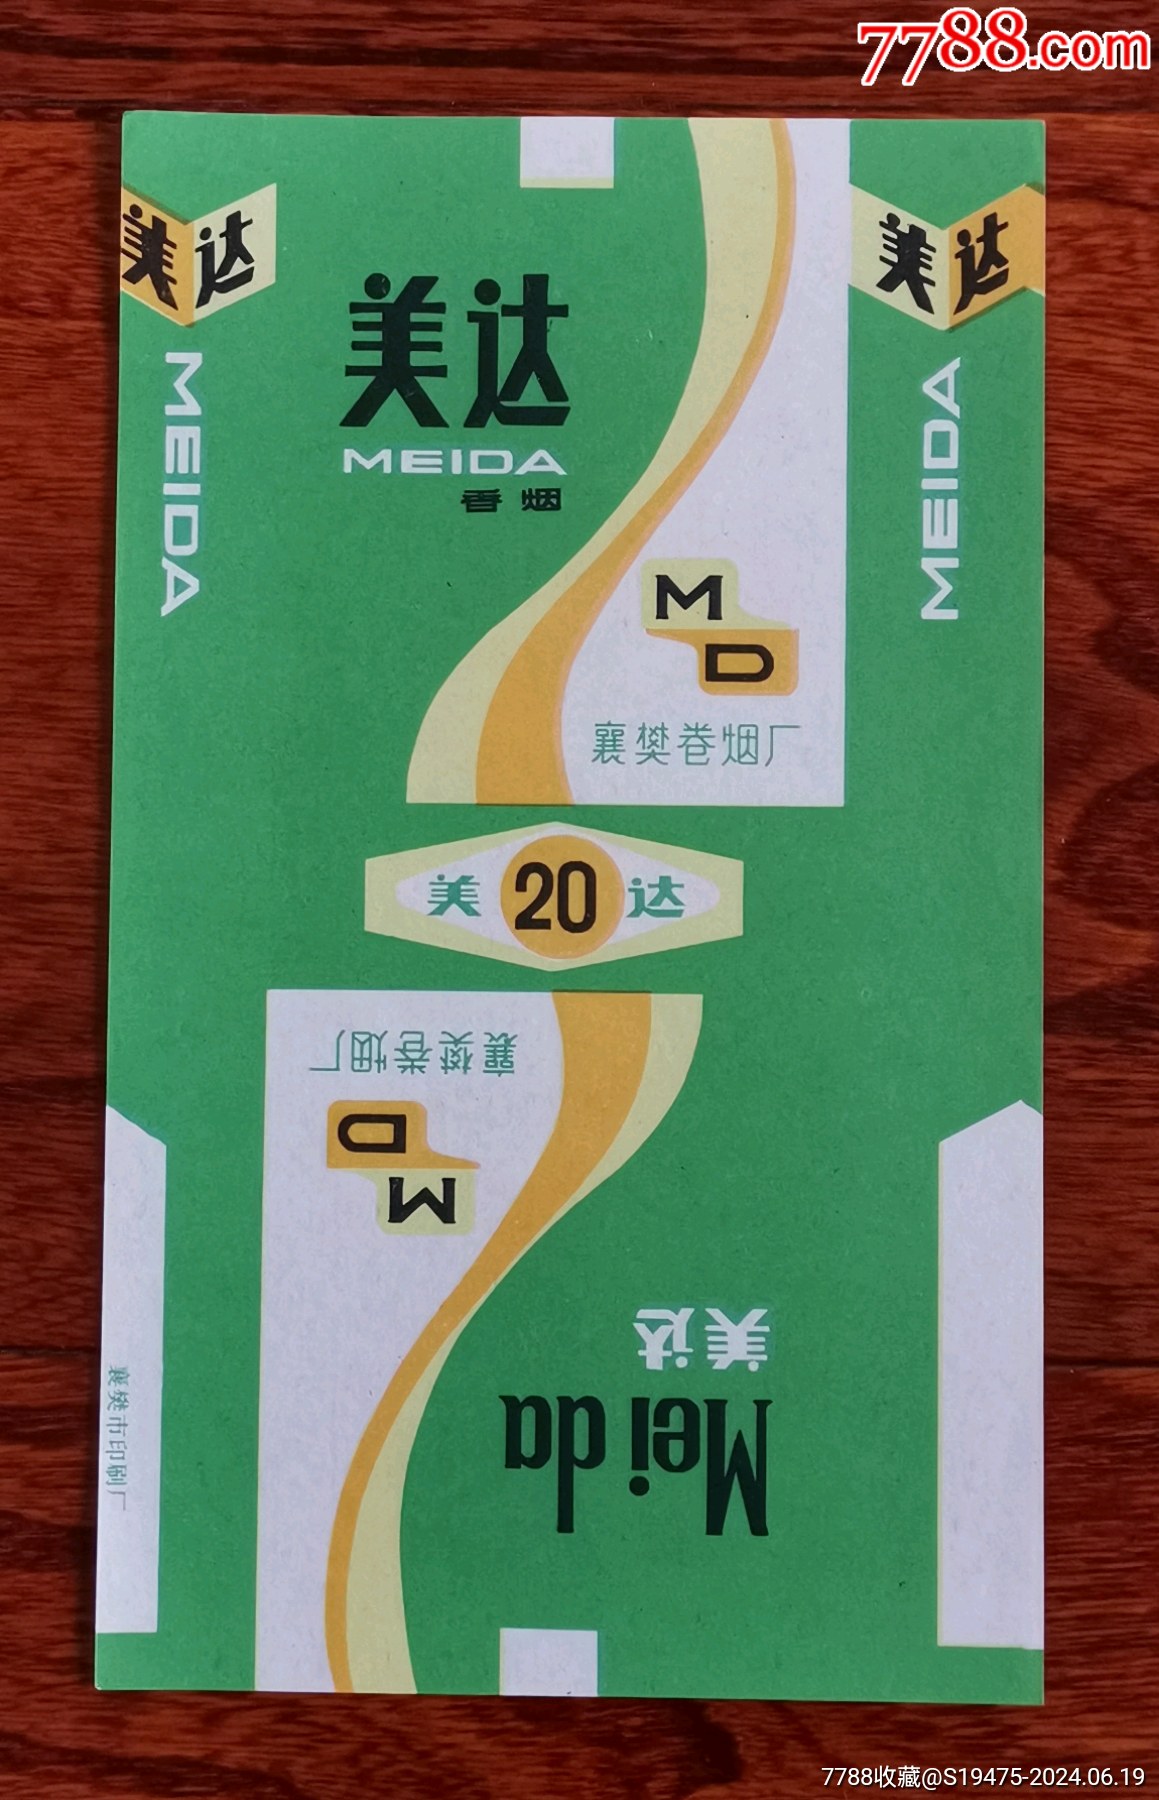 7788.com
美达
美达
美达
MEIDA
MEIDA
MEIDA
香烟
M
D
襄樊卷烟厂
美 20 达
襄樊卷烟厂
M
D
美达
Mei da
襄樊市印刷厂
7788收藏@S19475-2024.06.19